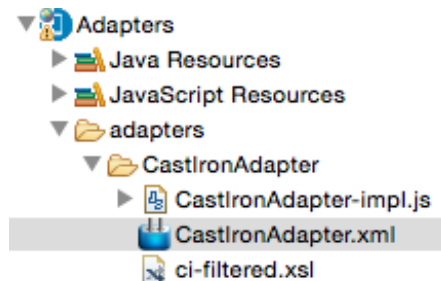 Adapters
Java Resources
JavaScript Resources
adapters
CastIronAdapter
CastIronAdapter-impl.js
CastIronAdapter.xml
ci-filtered.xsl